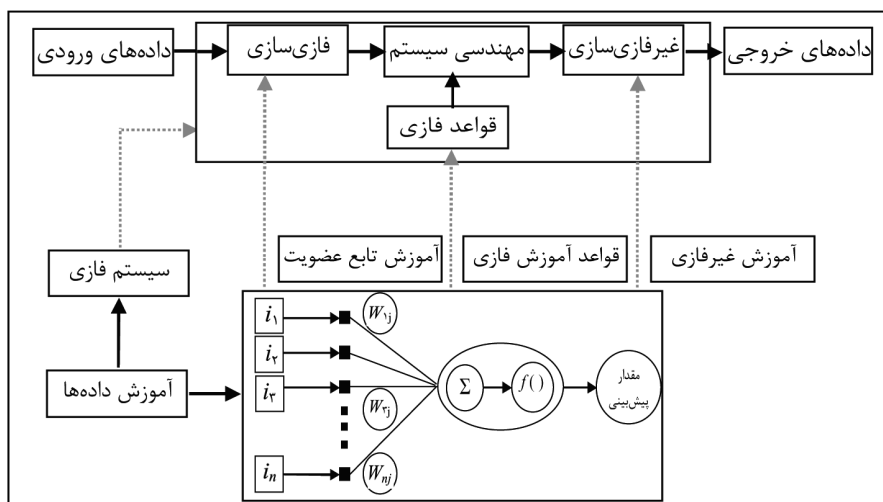 داده‌های ورودی
فازی‌سازی
مهندسی سیستم
غیرفازی‌سازی
داده‌های خروجی
قواعد فازی
سیستم فازی
آموزش تابع عضویت
قواعد آموزش فازی
آموزش غیرفازی
آموزش داده‌ها
i۱
i۲
i۳
in
W۱j
W۳j
Wnj
Σ
f()
مقدار
پیش‌بینی